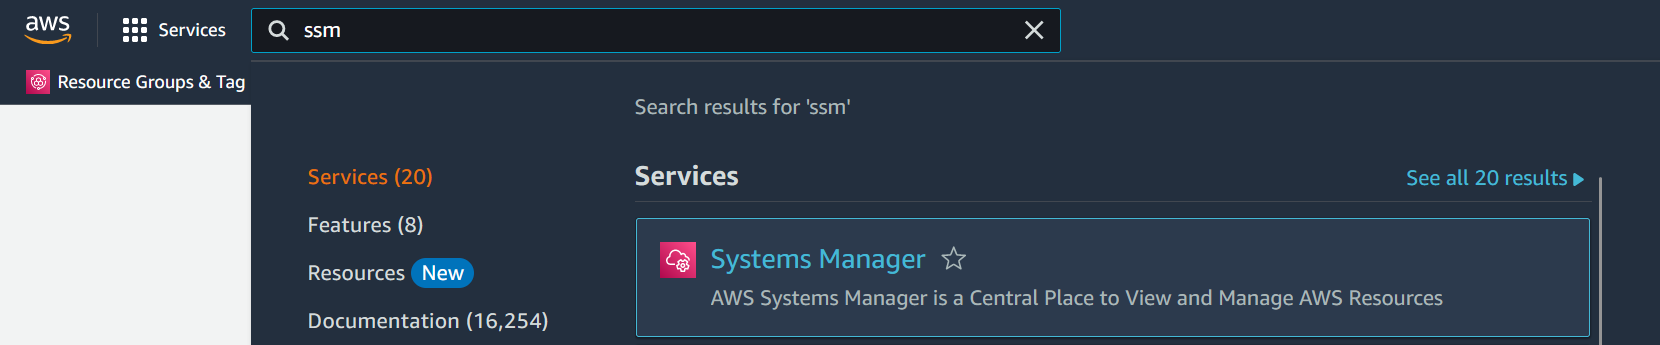 aws
Services
ssm
Resource Groups & Tag
Search results for 'ssm'
Services (20)
Features (8)
Resources New
Documentation (16,254)
Services
See all 20 results
Systems Manager
AWS Systems Manager is a Central Place to View and Manage AWS Resources